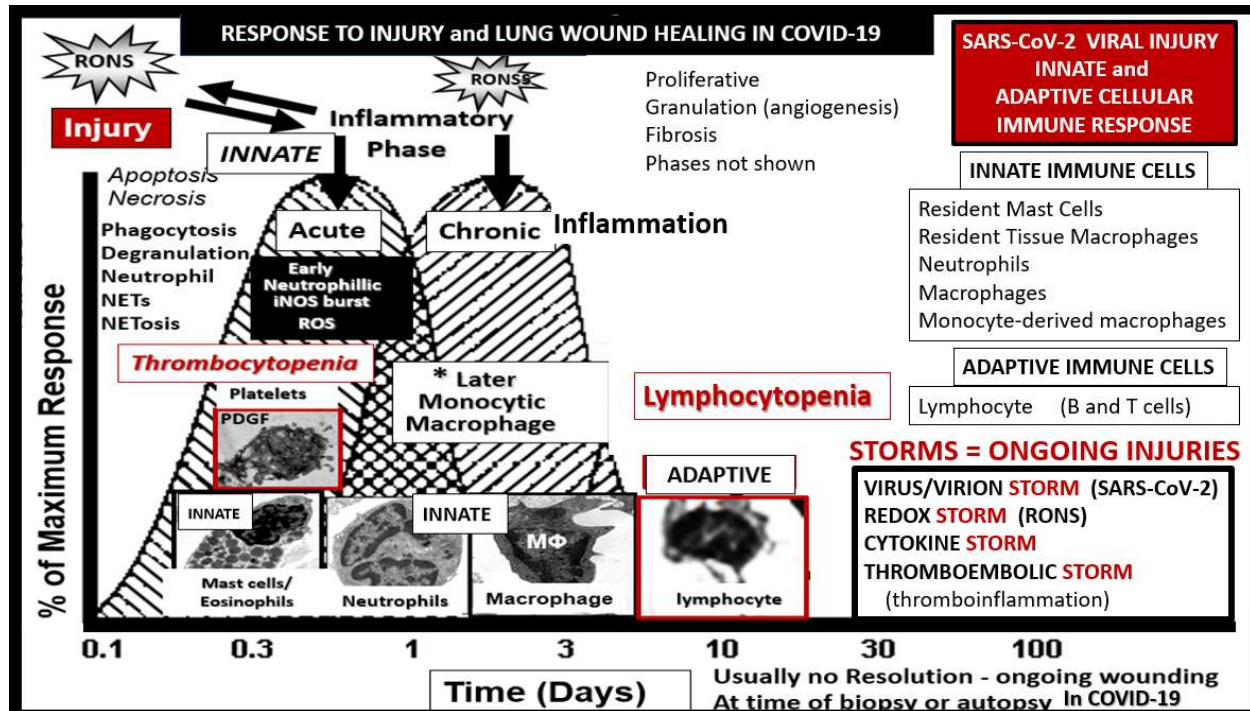 RESPONSE TO INJURY and LUNG WOUND HEALING IN COVID-19
RONS
Injury
INNATE
Inflammatory
Phase
RONSS
Proliferative
Granulation (angiogenesis)
Fibrosis
Phases not shown
SARS-CoV-2 VIRAL INJURY
INNATE and
ADAPTIVE CELLULAR
IMMUNE RESPONSE
INNATE IMMUNE CELLS
Resident Mast Cells
Resident Tissue Macrophages
Neutrophils
Macrophages
Monocyte-derived macrophages
ADAPTIVE IMMUNE CELLS
Lymphocyte (B and T cells)
STORMS = ONGOING INJURIES
VIRUS/VIRION STORM (SARS-CoV-2)
REDOX STORM (RONS)
CYTOKINE STORM
THROMBOEMBOLIC STORM
(thromboinflammation)
% of Maximum Response
Apoptosis
Necrosis
Phagocytosis
Degranulation
Neutrophil
NETs
NETosis
Acute
Chronic
Inflammation
Early
Neutrophillic
iNOS burst
ROS
Thrombocytopenia
Platelets
PDGF
* Later
Monocytic
Macrophage
Lymphocytopenia
ADAPTIVE
INNATE
INNATE
MΦ
Mast cells/
Eosinophils
Neutrophils
Macrophage
lymphocyte
0.1 0.3 1 3 10 30 100
Time (Days)
Usually no Resolution - ongoing wounding
At time of biopsy or autopsy In COVID-19